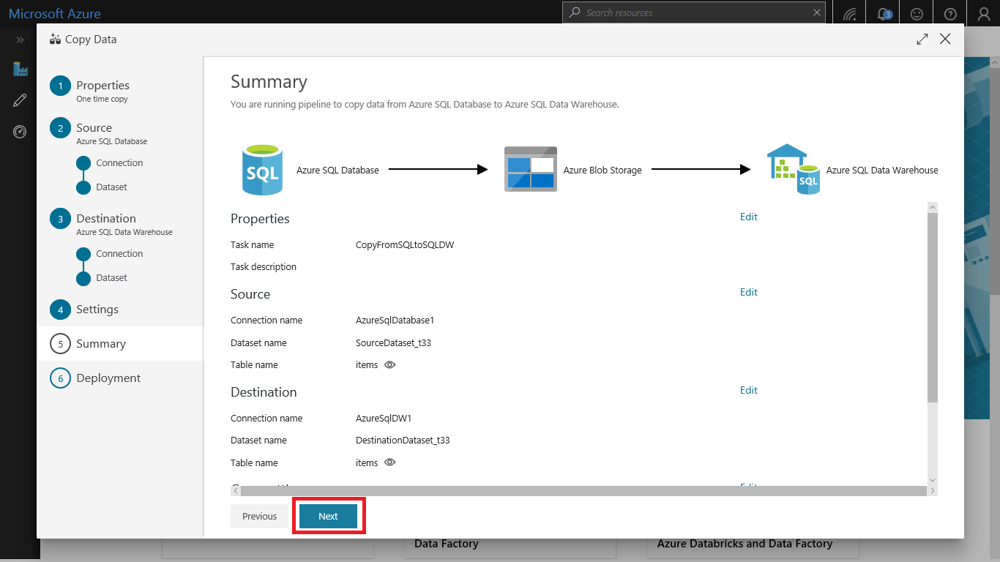 Microsoft Azure
Search resources
3
Copy Data
1 Properties
One time copy
2 Source
Azure SQL Database
Connection
Dataset
3 Destination
Azure SQL Data Warehouse
Connection
Dataset
4 Settings
5 Summary
6 Deployment
Summary
You are running pipeline to copy data from Azure SQL Database to Azure SQL Data Warehouse.
SQL Azure SQL Database Azure Blob Storage SQL Azure SQL Data Warehouse
Properties Edit
Task name CopyFromSQLtoSQLDW
Task description
Source Edit
Connection name AzureSqlDatabase1
Dataset name SourceDataset_t33
Table name items
Destination Edit
Connection name AzureSqlDW1
Dataset name DestinationDataset_t33
Table name items
Edit
Previous Next
Data Factory Azure Databricks and Data Factory